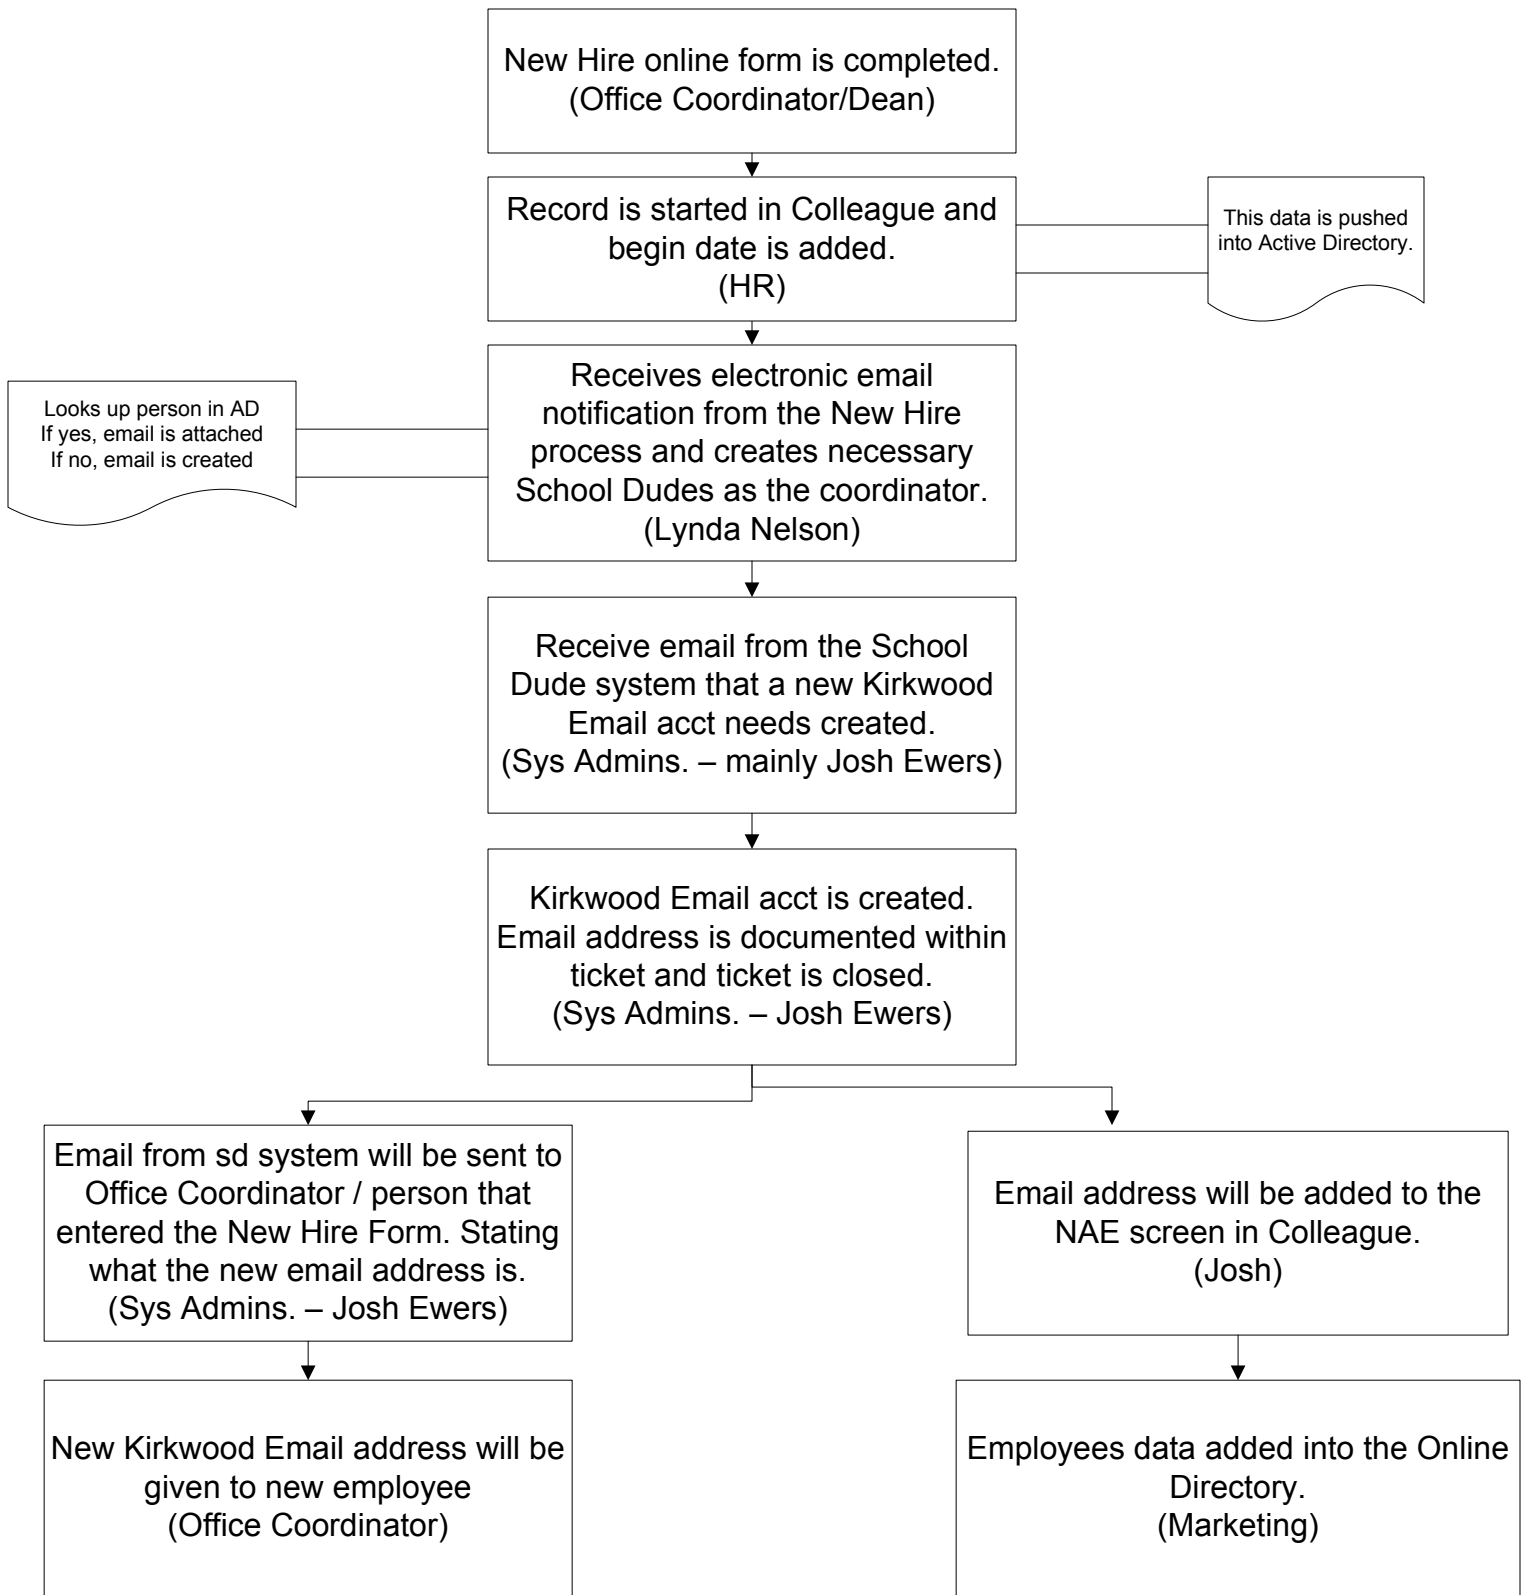 New Hire online form is completed.
(Office Coordinator/Dean)
Record is started in Colleague and
begin date is added.
(HR)
This data is pushed
into Active Directory.
Receives electronic email
notification from the New Hire
process and creates necessary
School Dudes as the coordinator.
(Lynda Nelson)
Looks up person in AD
If yes, email is attached
If no, email is created
Receive email from the School
Dude system that a new Kirkwood
Email acct needs created.
(Sys Admins. – mainly Josh Ewers)
Kirkwood Email acct is created.
Email address is documented within
ticket and ticket is closed.
(Sys Admins. – Josh Ewers)
Email from sd system will be sent to
Office Coordinator / person that
entered the New Hire Form. Stating
what the new email address is.
(Sys Admins. – Josh Ewers)
Email address will be added to the
NAE screen in Colleague.
(Josh)
New Kirkwood Email address will be
given to new employee
(Office Coordinator)
Employees data added into the Online
Directory.
(Marketing)